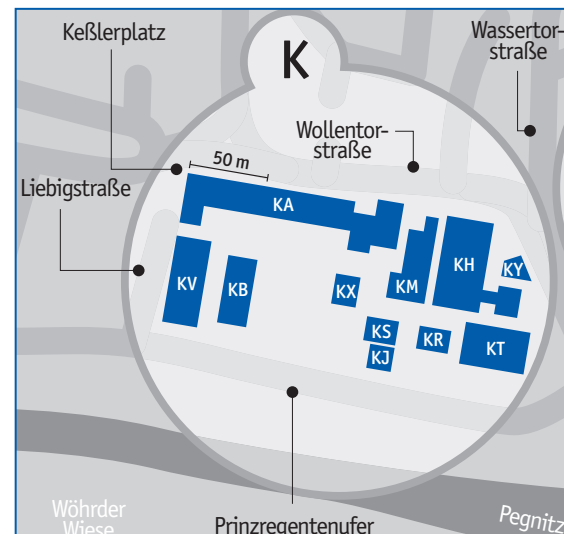 Keßlerplatz
K
Wassertor-
straße
Wollentor-
straße
50 m
Liebigstraße
KA
KV
KB
KX
KM
KH
KY
KS
KJ
KR
KT
Wöhrder
Wiese
Prinzregentenufer
Pegnitz